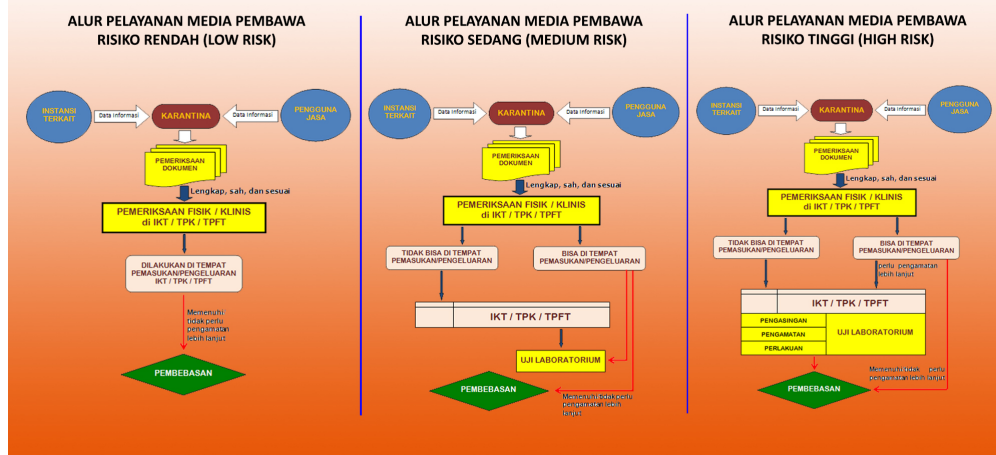 ALUR PELAYANAN MEDIA PEMBAWA
RISIKO RENDAH (LOW RISK)
INSTANSI
TERKAIT
Data Informasi
KARANTINA
Data Informasi
PENGGUNA
JASA
PEMERIKSAAN
DOKUMEN
Lengkap, sah, dan sesuai
PEMERIKSAAN FISIK / KLINIS
di IKT / TPK / TPFT
DILAKUKAN DI TEMPAT
PEMASUKAN/PENGELUARAN
IKT / TPK / TPFT
Memenuhi
tidak perlu
pengamatan
lebih lanjut
PEMBEBASAN
ALUR PELAYANAN MEDIA PEMBAWA
RISIKO SEDANG (MEDIUM RISK)
INSTANSI
TERKAIT
Data Informasi
KARANTINA
Data Informasi
PENGGUNA
JASA
PEMERIKSAAN
DOKUMEN
Lengkap, sah, dan sesuai
PEMERIKSAAN FISIK / KLINIS
di IKT / TPK / TPFT
TIDAK BISA DI TEMPAT
PEMASUKAN/PENGELUARAN
BISA DI TEMPAT
PEMASUKAN/PENGELUARAN
IKT / TPK / TPFT
UJI LABORATORIUM
PEMBEBASAN
Memenuhi tidak perlu
pengamatan lebih
lanjut
ALUR PELAYANAN MEDIA PEMBAWA
RISIKO TINGGI (HIGH RISK)
INSTANSI
TERKAIT
Data Informasi
KARANTINA
Data Informasi
PENGGUNA
JASA
PEMERIKSAAN
DOKUMEN
Lengkap, sah, dan sesuai
PEMERIKSAAN FISIK / KLINIS
di IKT / TPK / TPFT
TIDAK BISA DI TEMPAT
PEMASUKAN/PENGELUARAN
BISA DI TEMPAT
PEMASUKAN/PENGELUARAN
perlu pengamatan
lebih lanjut
IKT / TPK / TPFT
PENGASINGAN
PENGAMATAN
PERLAKUAN
UJI LABORATORIUM
Memenuhi tidak perlu
pengamatan lebih lanjut
PEMBEBASAN